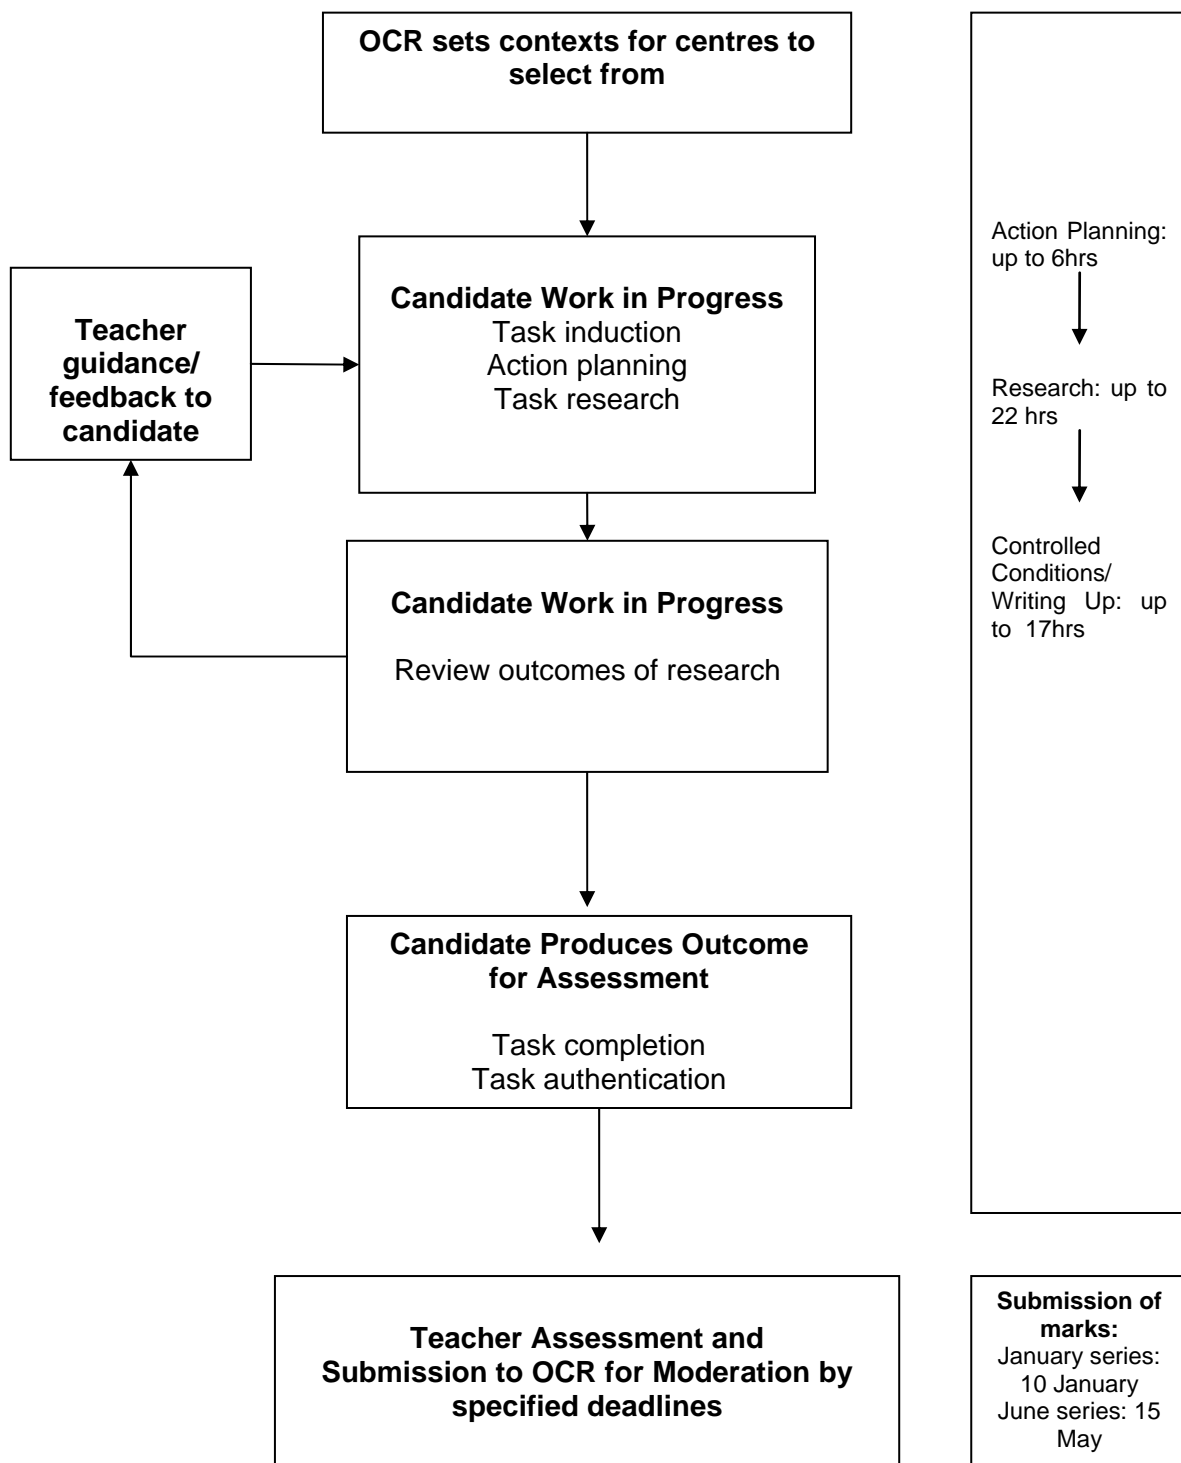 OCR sets contexts for centres to
select from
Candidate Work in Progress
Task induction
Action planning
Task research
Teacher
guidance/
feedback to
candidate
Candidate Work in Progress
Review outcomes of research
Candidate Produces Outcome
for Assessment
Task completion
Task authentication
Teacher Assessment and
Submission to OCR for Moderation by
specified deadlines
Action Planning:
up to 6hrs
Research: up to
22 hrs
Controlled
Conditions/
Writing Up: up
to 17hrs
Submission of
marks:
January series:
10 January
June series: 15
May